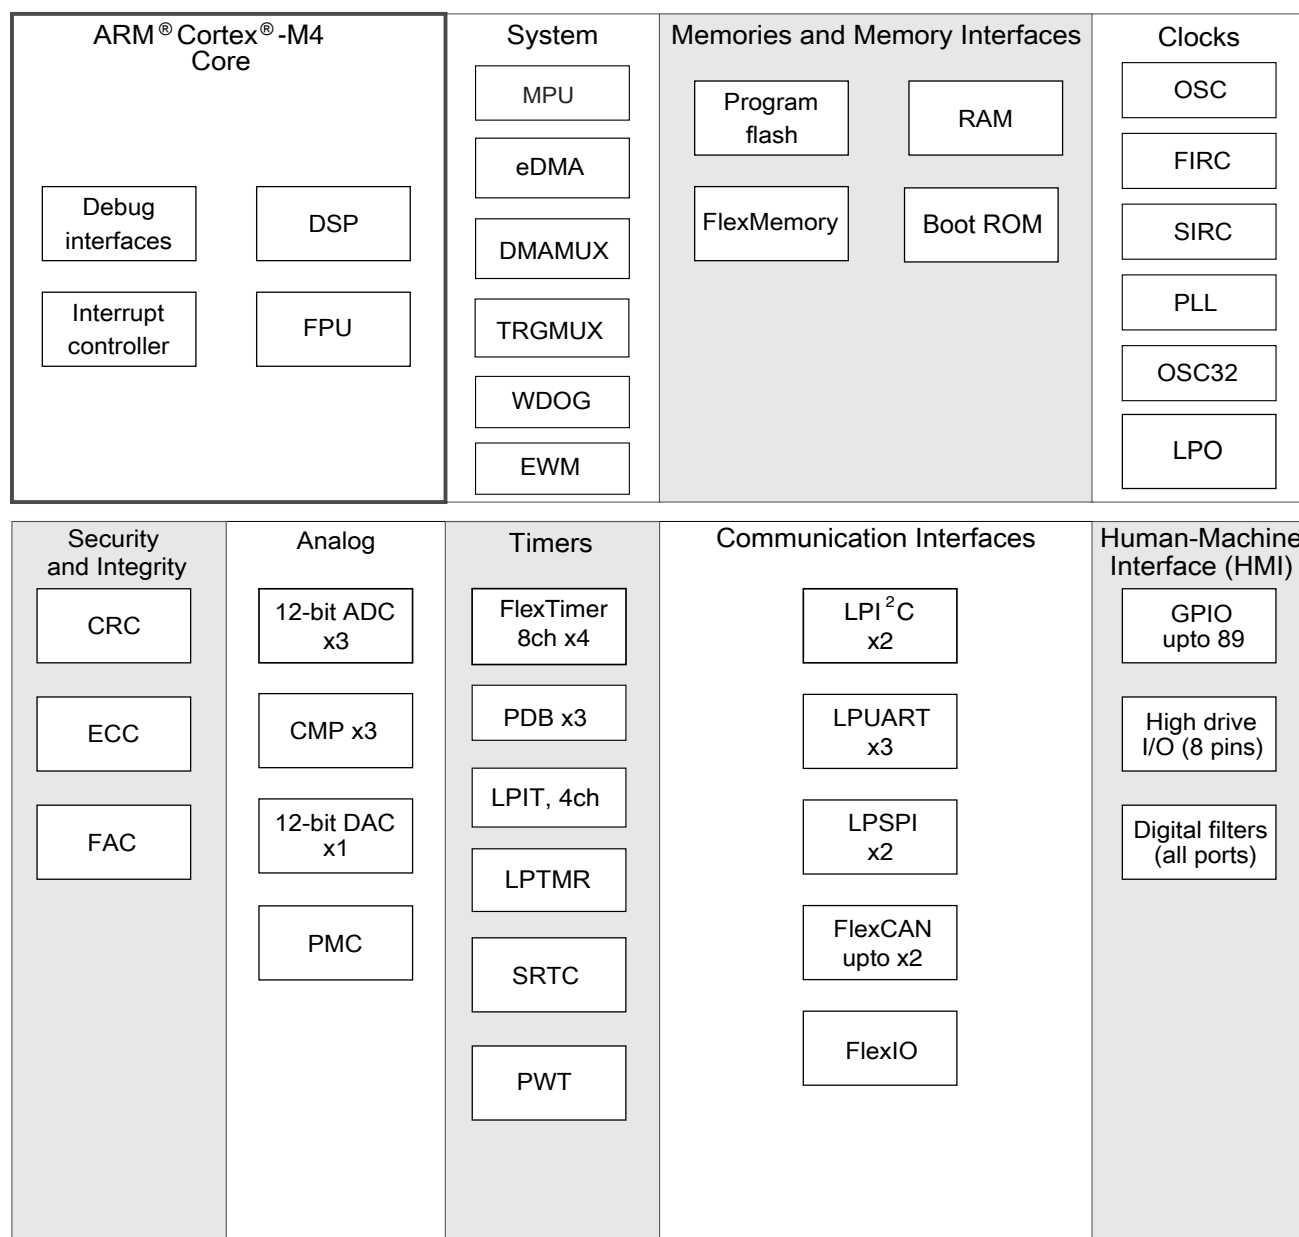 ARM® Cortex®-M4
Core
Debug
interfaces
DSP
Interrupt
controller
FPU
System
MPU
eDMA
DMAMUX
TRGMUX
WDOG
EWM
Memories and Memory Interfaces
Program
flash
RAM
FlexMemory
Boot ROM
Clocks
OSC
FIRC
SIRC
PLL
OSC32
LPO
Security
and Integrity
CRC
ECC
FAC
Analog
12-bit ADC
x3
CMP x3
12-bit DAC
x1
PMC
Timers
FlexTimer
8ch x4
PDB x3
LPIT, 4ch
LPTMR
SRTC
PWT
Communication Interfaces
LPI²C
x2
LPUART
x3
LPSPI
x2
FlexCAN
upto x2
FlexIO
Human-Machine
Interface (HMI)
GPIO
upto 89
High drive
I/O (8 pins)
Digital filters
(all ports)